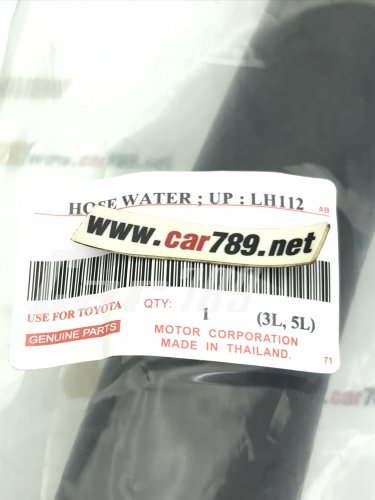 HOSE WATER ; UP : LH112
AB
www.car789.net
USE FOR TOYOTA
GENUINE PARTS
QTY: 1 (3L, 5L)
MOTOR CORPORATION
MADE IN THAILAND.
71